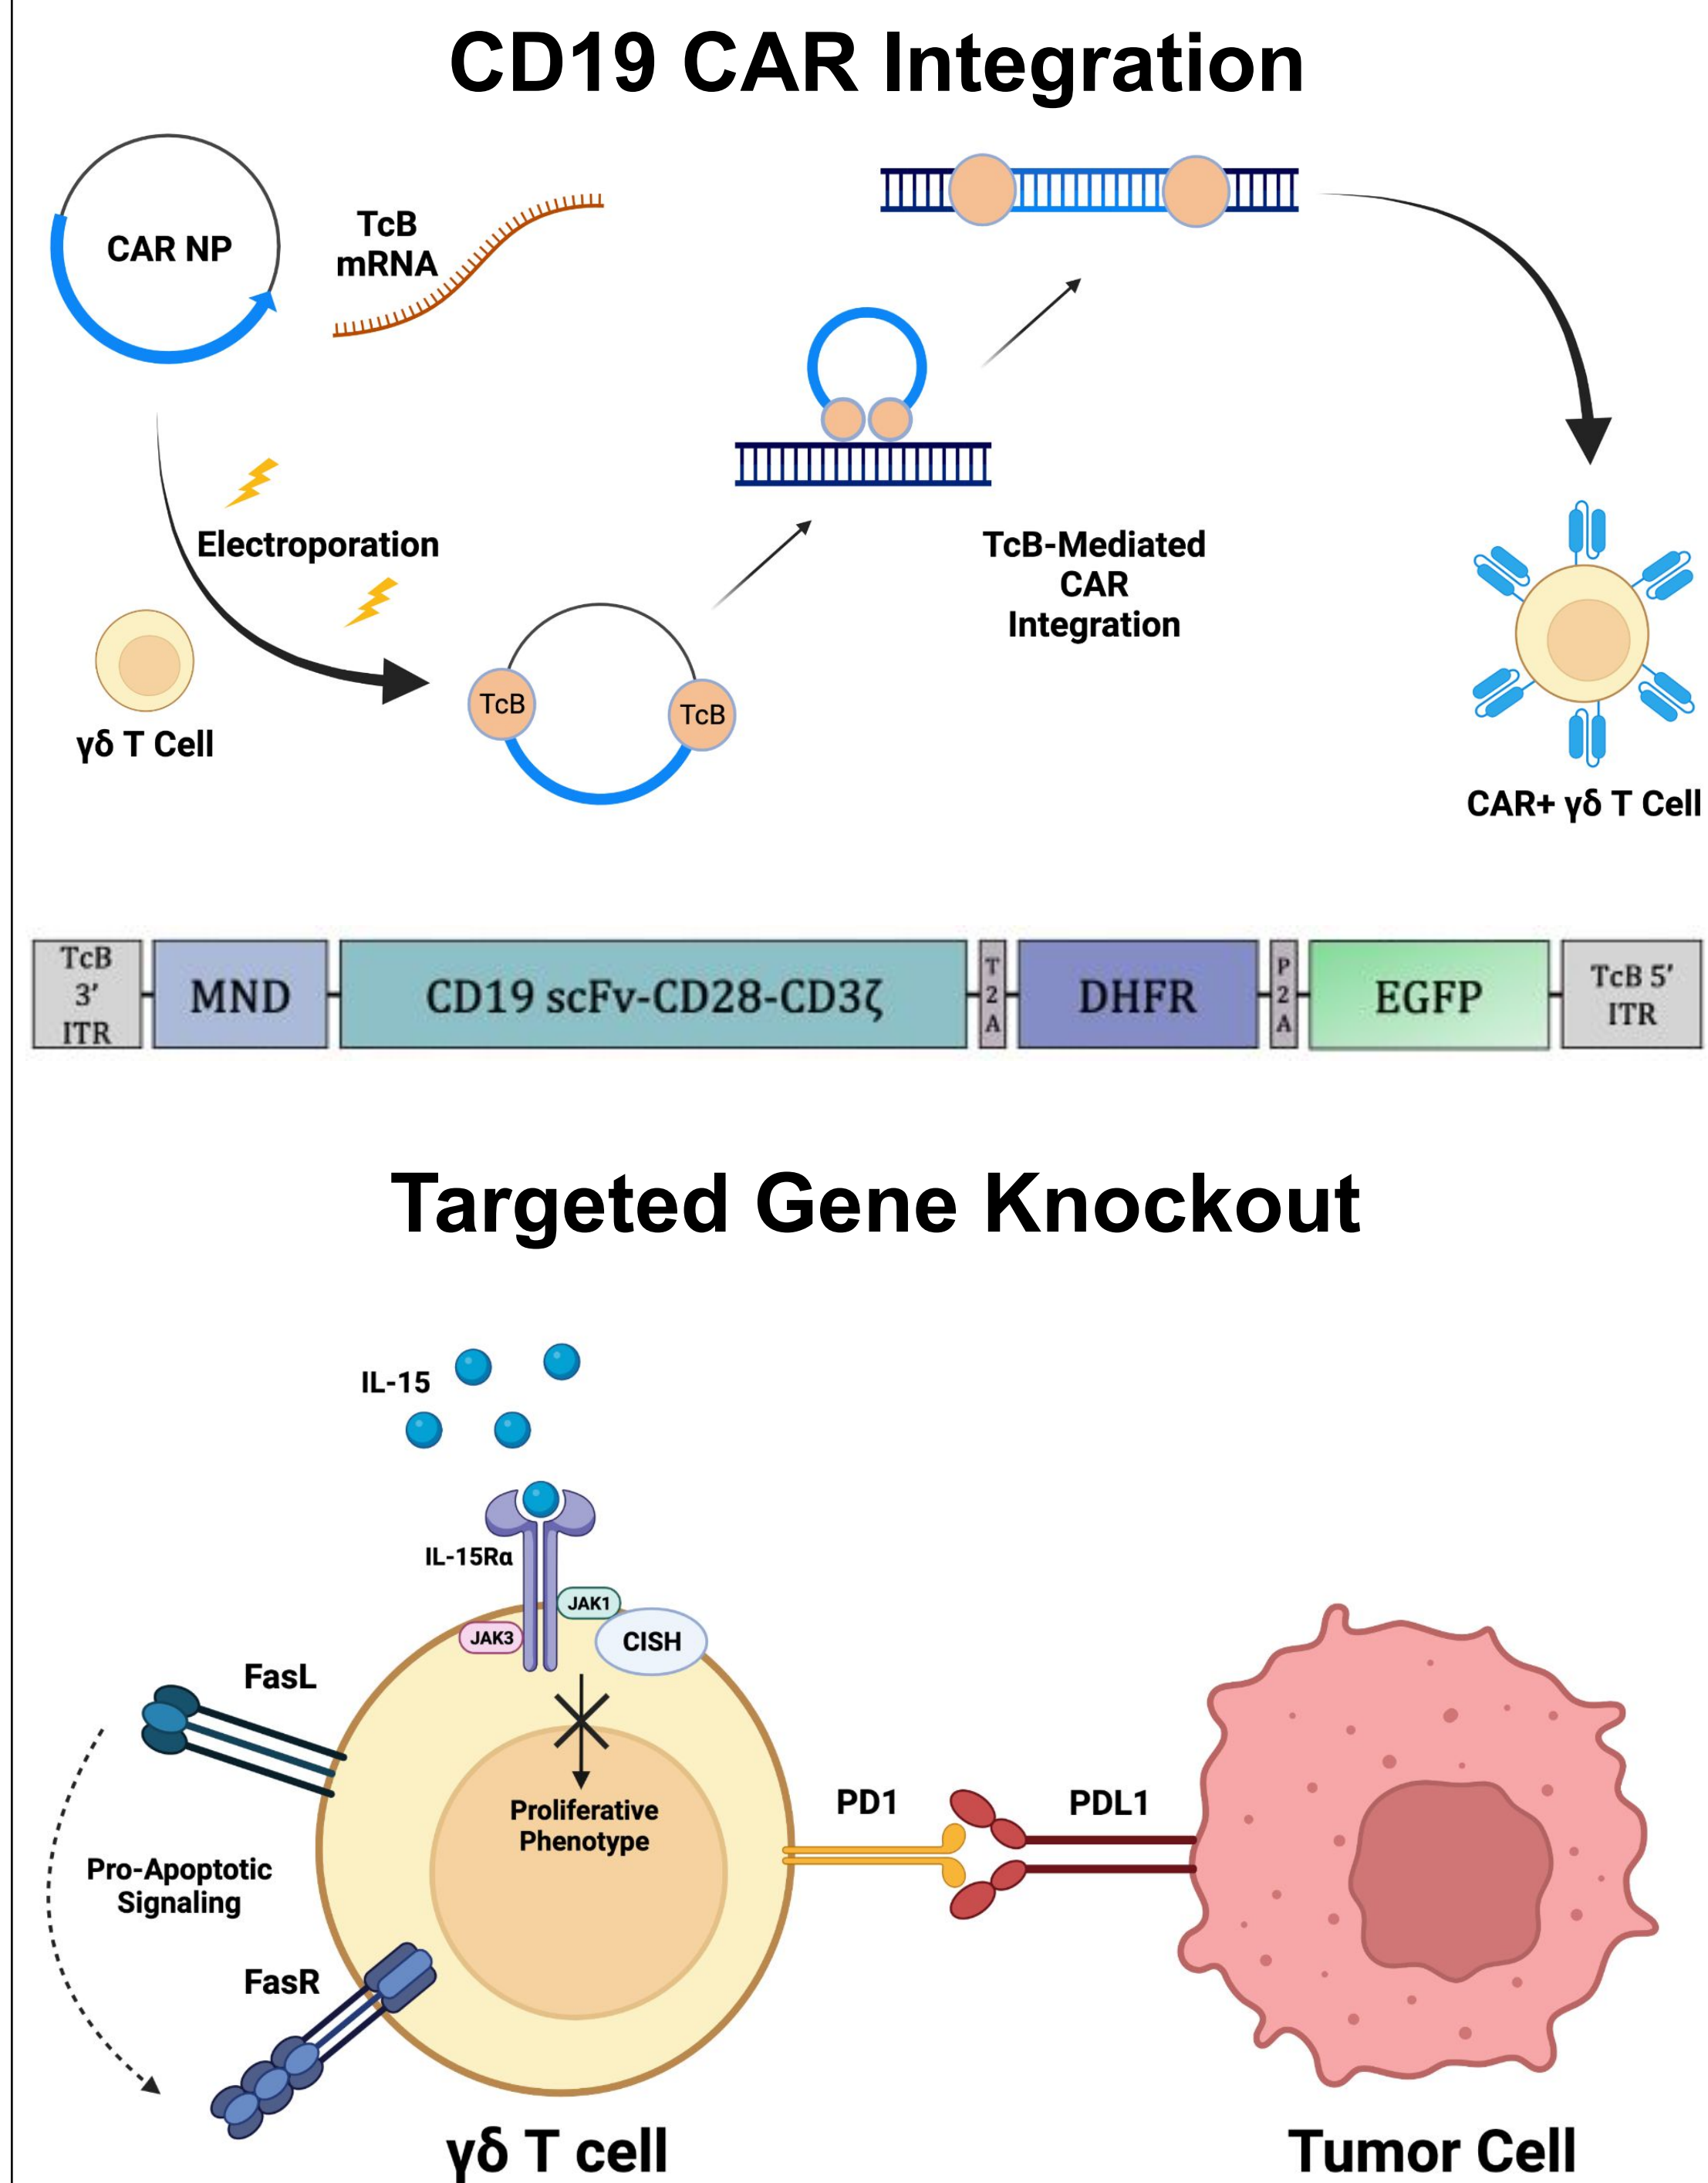 CD19 CAR Integration
CAR NP
TcB
mRNA
Electroporation
γδ T Cell
TcB
TcB
TcB-Mediated
CAR
Integration
CAR+ γδ T Cell
TcB
3′
ITR
MND
CD19 scFv-CD28-CD3ζ
T
2
A
DHFR
P
2
A
EGFP
TcB 5′
ITR
Targeted Gene Knockout
IL-15
IL-15Rα
JAK1
JAK3
CISH
FasL
Proliferative
Phenotype
PD1
PDL1
Pro-Apoptotic
Signaling
FasR
γδ T cell
Tumor Cell